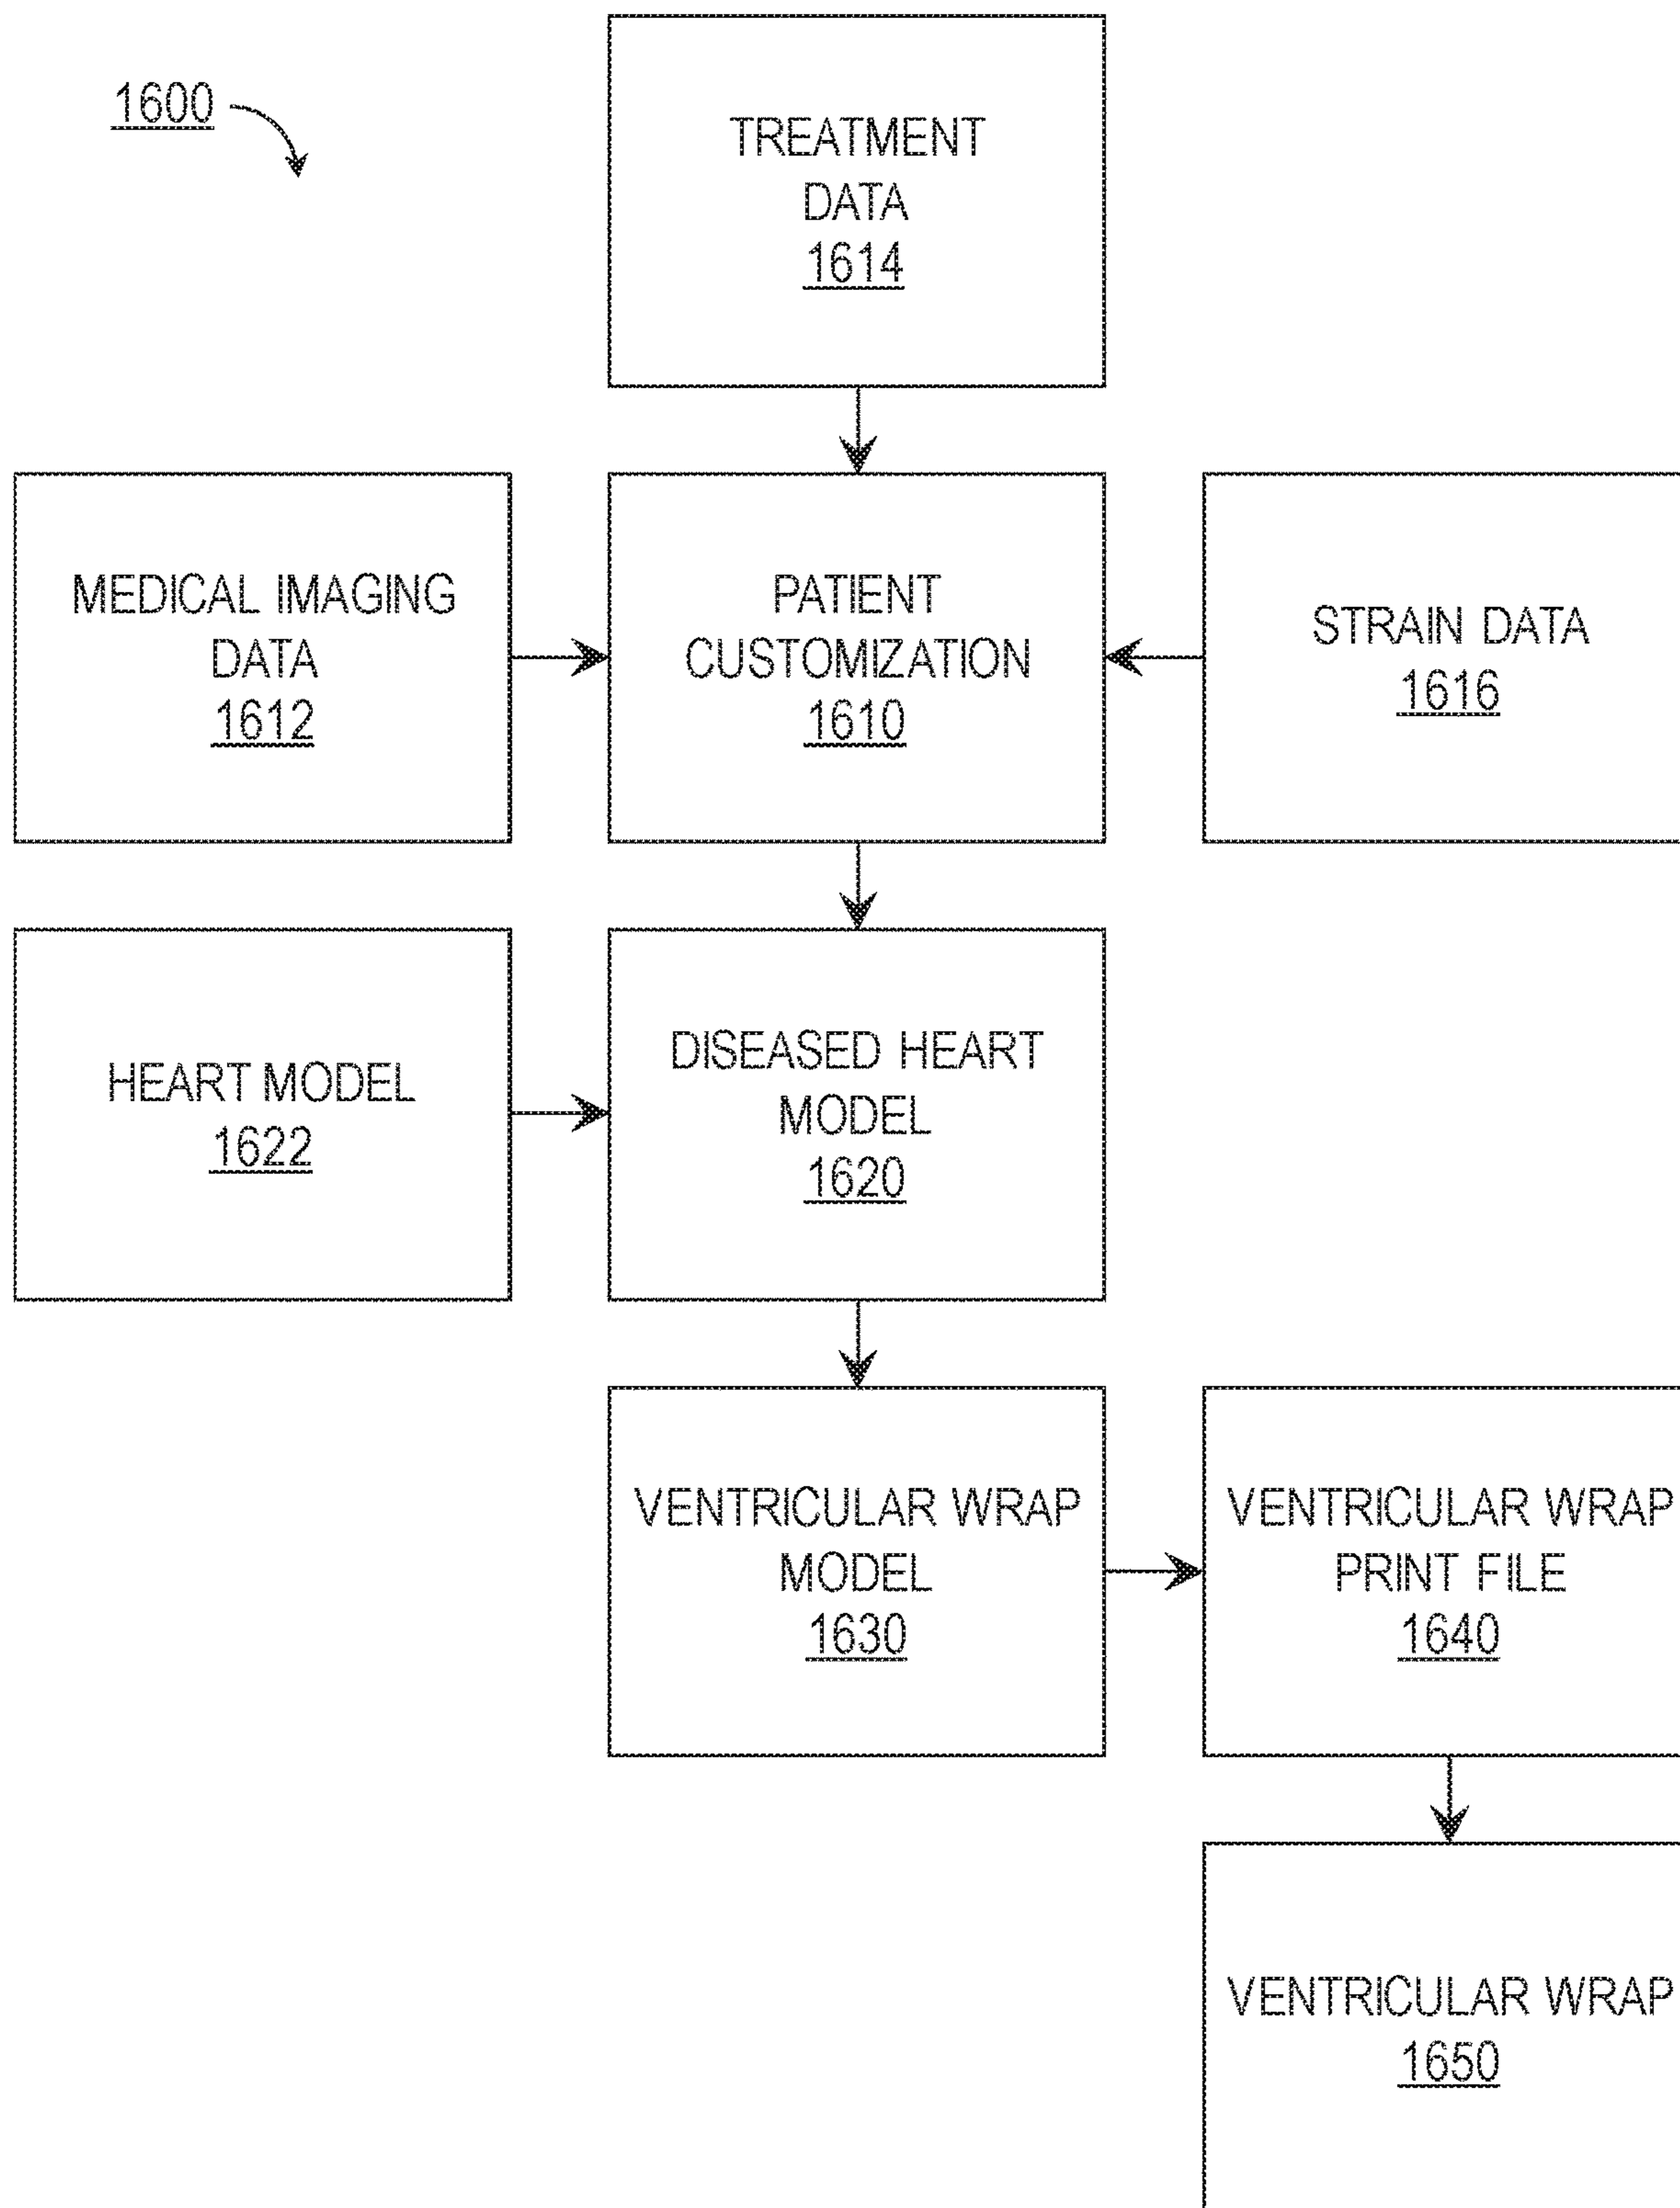 1600
TREATMENT
DATA
1614
MEDICAL IMAGING
DATA
1612
PATIENT
CUSTOMIZATION
1610
STRAIN DATA
1616
HEART MODEL
1622
DISEASED HEART
MODEL
1620
VENTRICULAR WRAP
MODEL
1630
VENTRICULAR WRAP
PRINT FILE
1640
VENTRICULAR WRAP
1650